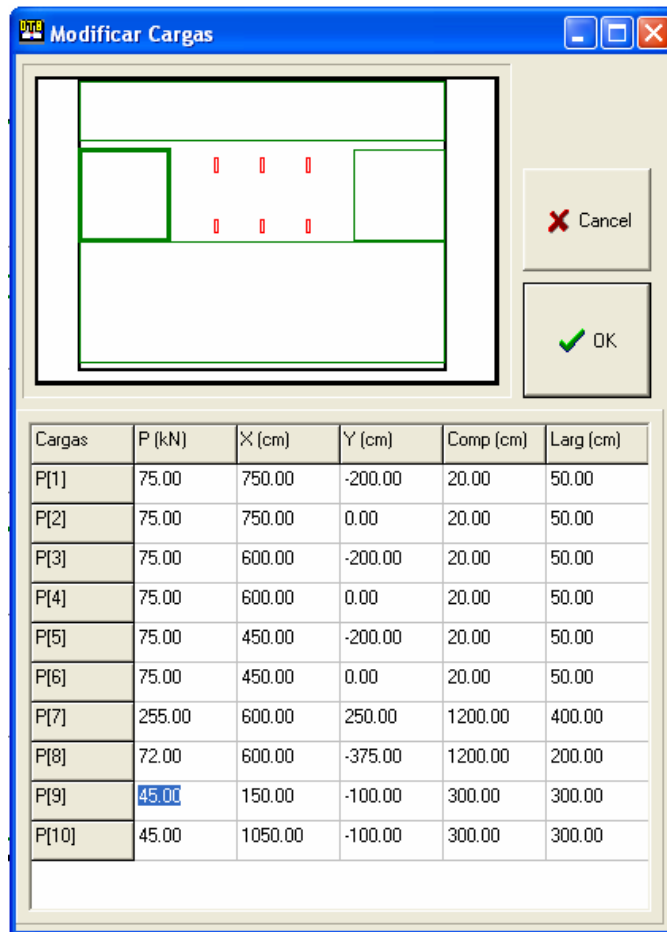 Modificar Cargas
Cancel
OK
Cargas P (kN) X (cm) Y (cm) Comp (cm) Larg (cm)
P[1] 75.00 750.00 -200.00 20.00 50.00
P[2] 75.00 750.00 0.00 20.00 50.00
P[3] 75.00 600.00 -200.00 20.00 50.00
P[4] 75.00 600.00 0.00 20.00 50.00
P[5] 75.00 450.00 -200.00 20.00 50.00
P[6] 75.00 450.00 0.00 20.00 50.00
P[7] 255.00 600.00 250.00 1200.00 400.00
P[8] 72.00 600.00 -375.00 1200.00 200.00
P[9] 45.00 150.00 -100.00 300.00 300.00
P[10] 45.00 1050.00 -100.00 300.00 300.00